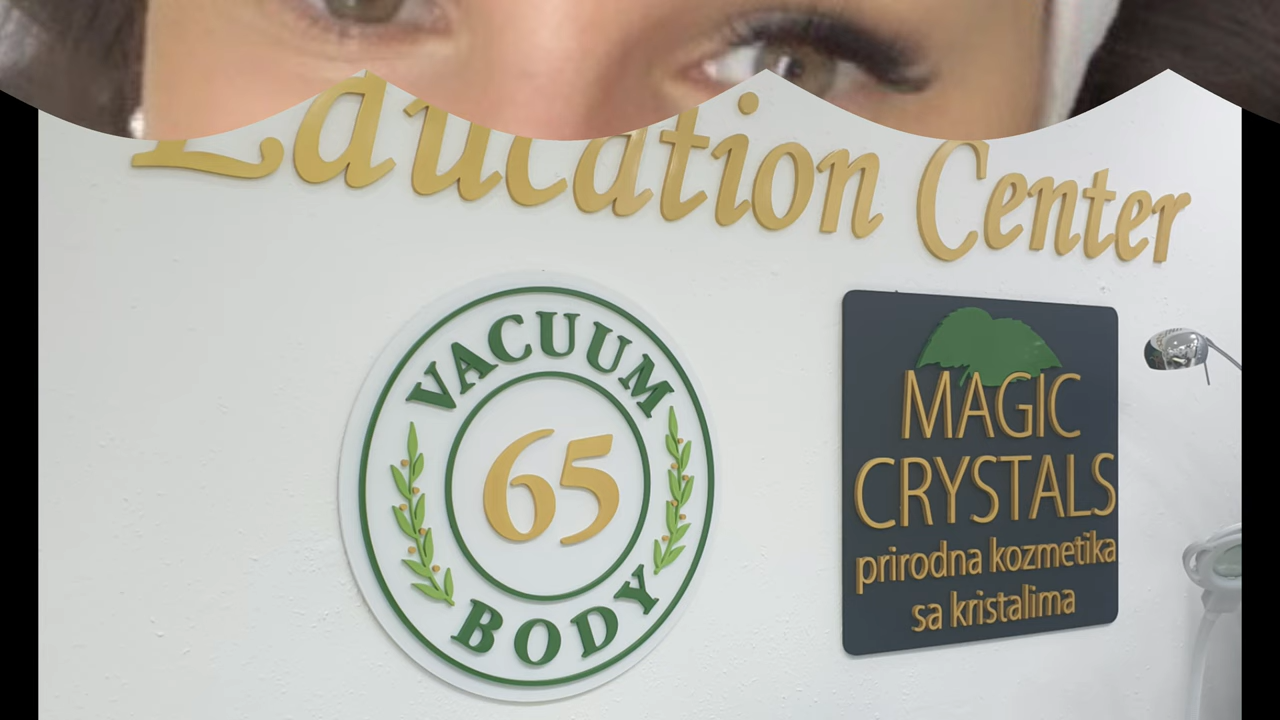 Education Center
VACUUM
65
BODY
MAGIC
CRYSTALS
prirodna kozmetika
sa kristalima